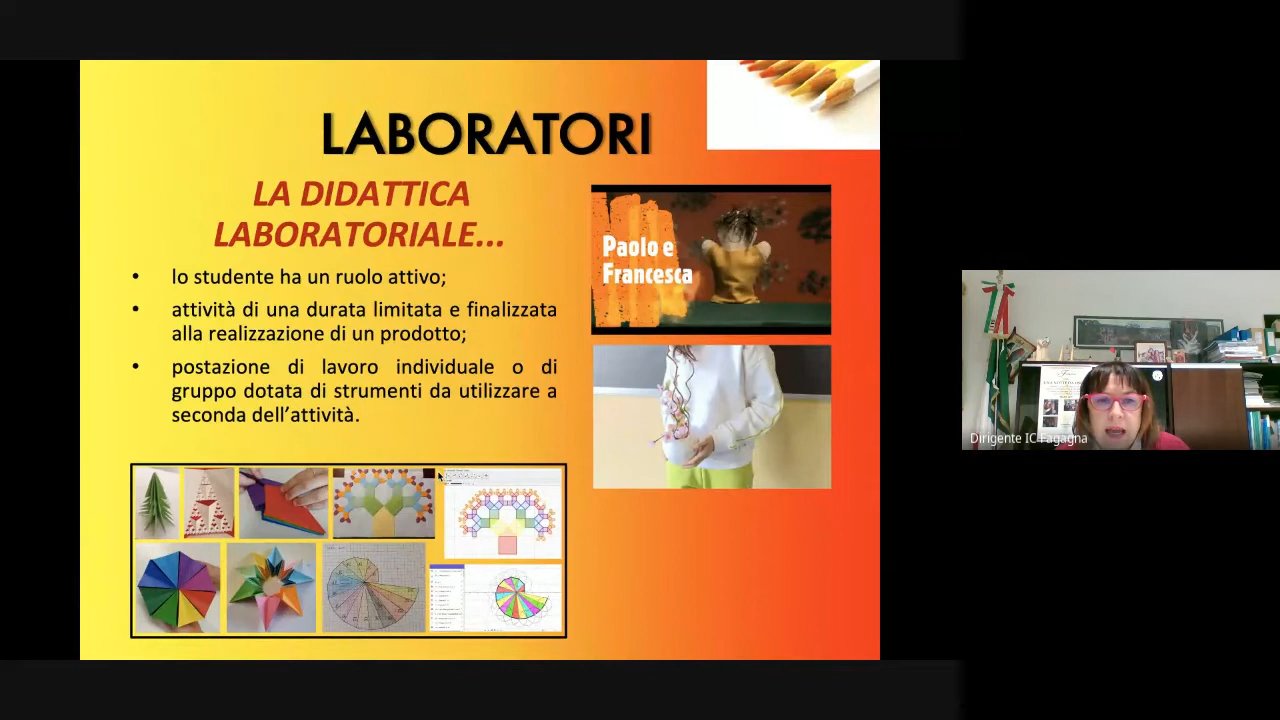 LABORATORI
LA DIDATTICA
LABORATORIALE...
• lo studente ha un ruolo attivo;
• attività di una durata limitata e finalizzata
alla realizzazione di un prodotto;
• postazione di lavoro individuale o di
gruppo dotata di strumenti da utilizzare a
seconda dell’attività.
Paolo e
Francesca
Dirigente IC Fagagna